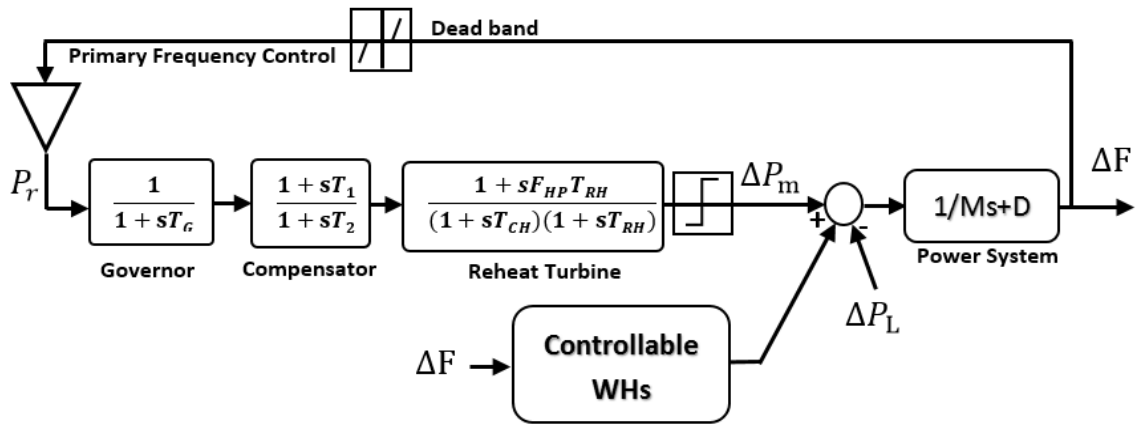 Dead band
Primary Frequency Control
P_r
1
1 + sT_G
Governor
1 + sT_1
1 + sT_2
Compensator
1 + sF_HP T_RH
(1 + sT_CH)(1 + sT_RH)
Reheat Turbine
ΔP_m
+
-
1/Ms+D
Power System
ΔF
ΔP_L
ΔF
Controllable
WHs